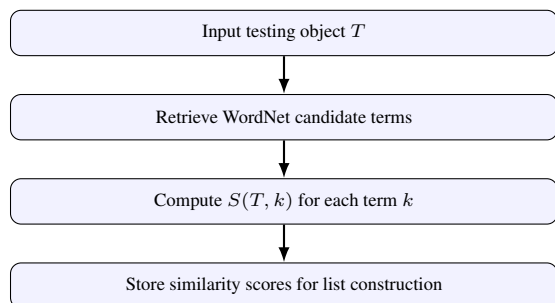 Input testing object T
Retrieve WordNet candidate terms
Compute S(T, k) for each term k
Store similarity scores for list construction